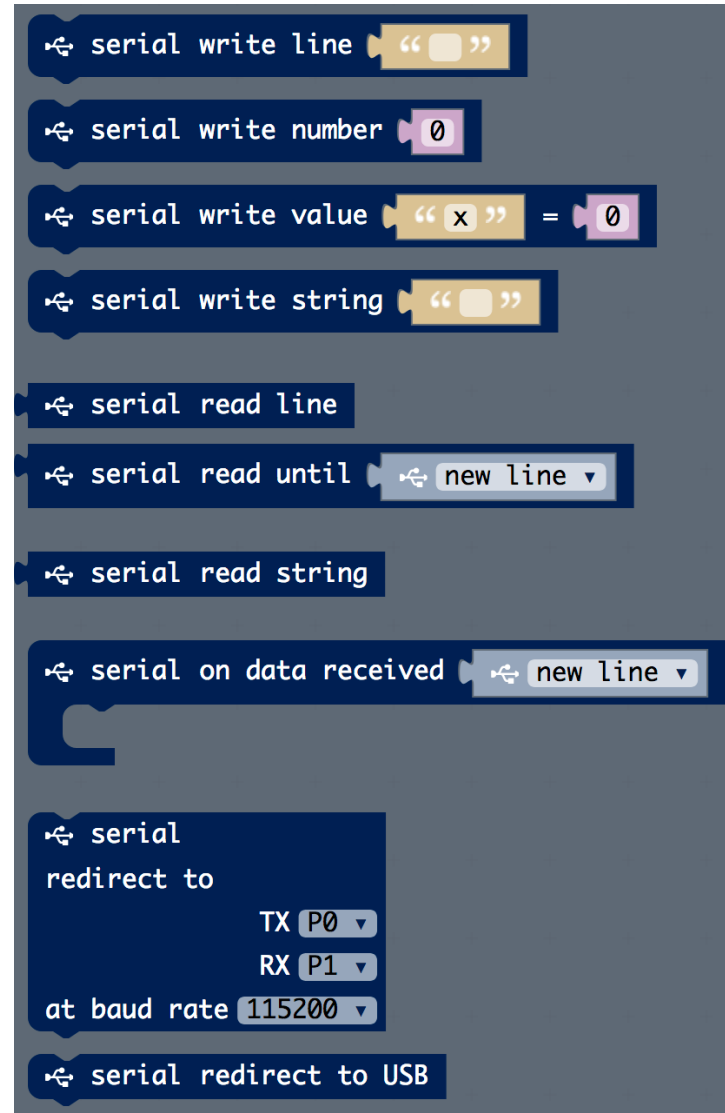 serial write line “ ”
serial write number 0
serial write value “ x ” = 0
serial write string “ ”
serial read line
serial read until new line
serial read string
serial on data received new line
serial
redirect to
TX P0
RX P1
at baud rate 115200
serial redirect to USB